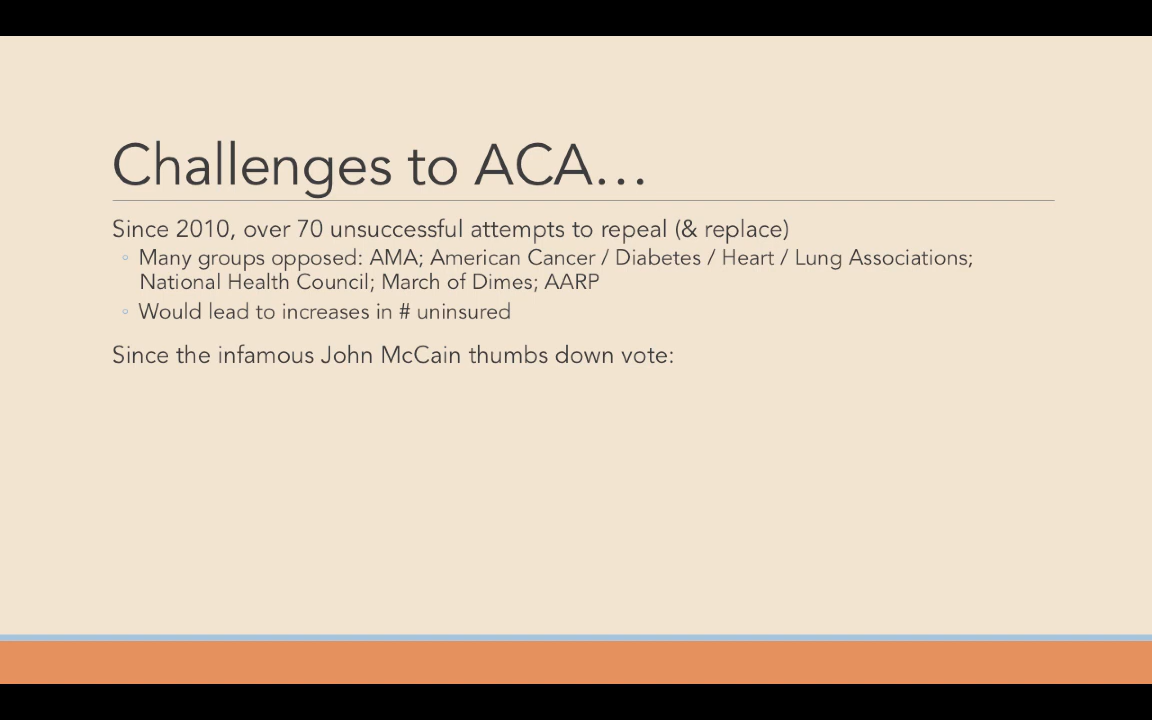 Challenges to ACA…
Since 2010, over 70 unsuccessful attempts to repeal (& replace)
◦ Many groups opposed: AMA; American Cancer / Diabetes / Heart / Lung Associations;
National Health Council; March of Dimes; AARP
◦ Would lead to increases in # uninsured
Since the infamous John McCain thumbs down vote: